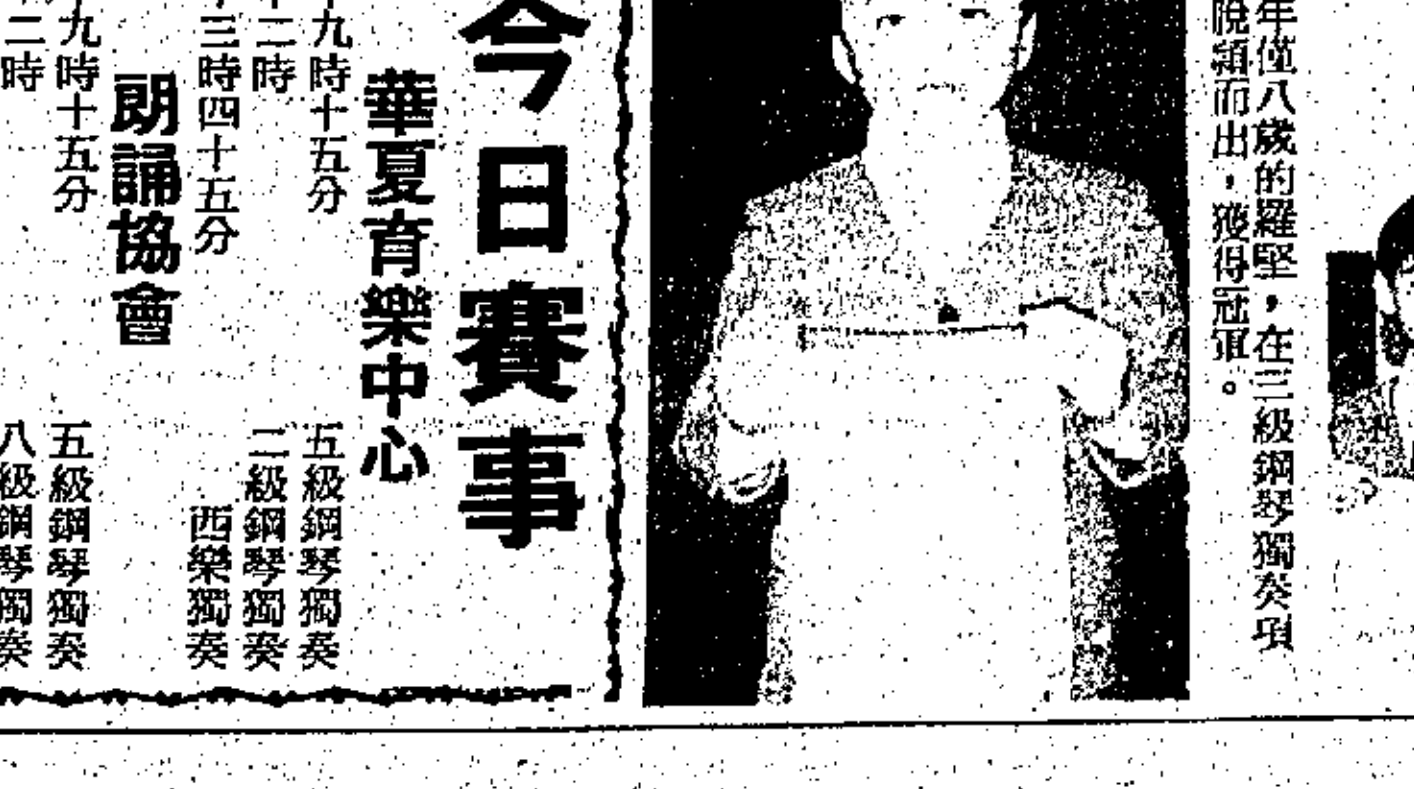 年僅八歲的羅堅，在三級鋼琴獨奏項
脫穎而出，獲得冠軍。
今日賽事
華夏育樂中心
九時十五分 五級鋼琴獨奏
二時 二級鋼琴獨奏
三時四十五分 西樂獨奏
朗誦協會
九時十五分 五級鋼琴獨奏
二時 八級鋼琴獨奏